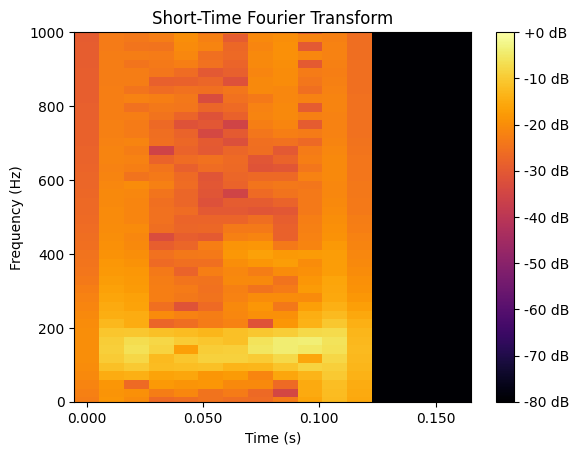 Short-Time Fourier Transform
Frequency (Hz)
1000
800
600
400
200
0
0.000
0.050
0.100
0.150
Time (s)
+0 dB
-10 dB
-20 dB
-30 dB
-40 dB
-50 dB
-60 dB
-70 dB
-80 dB